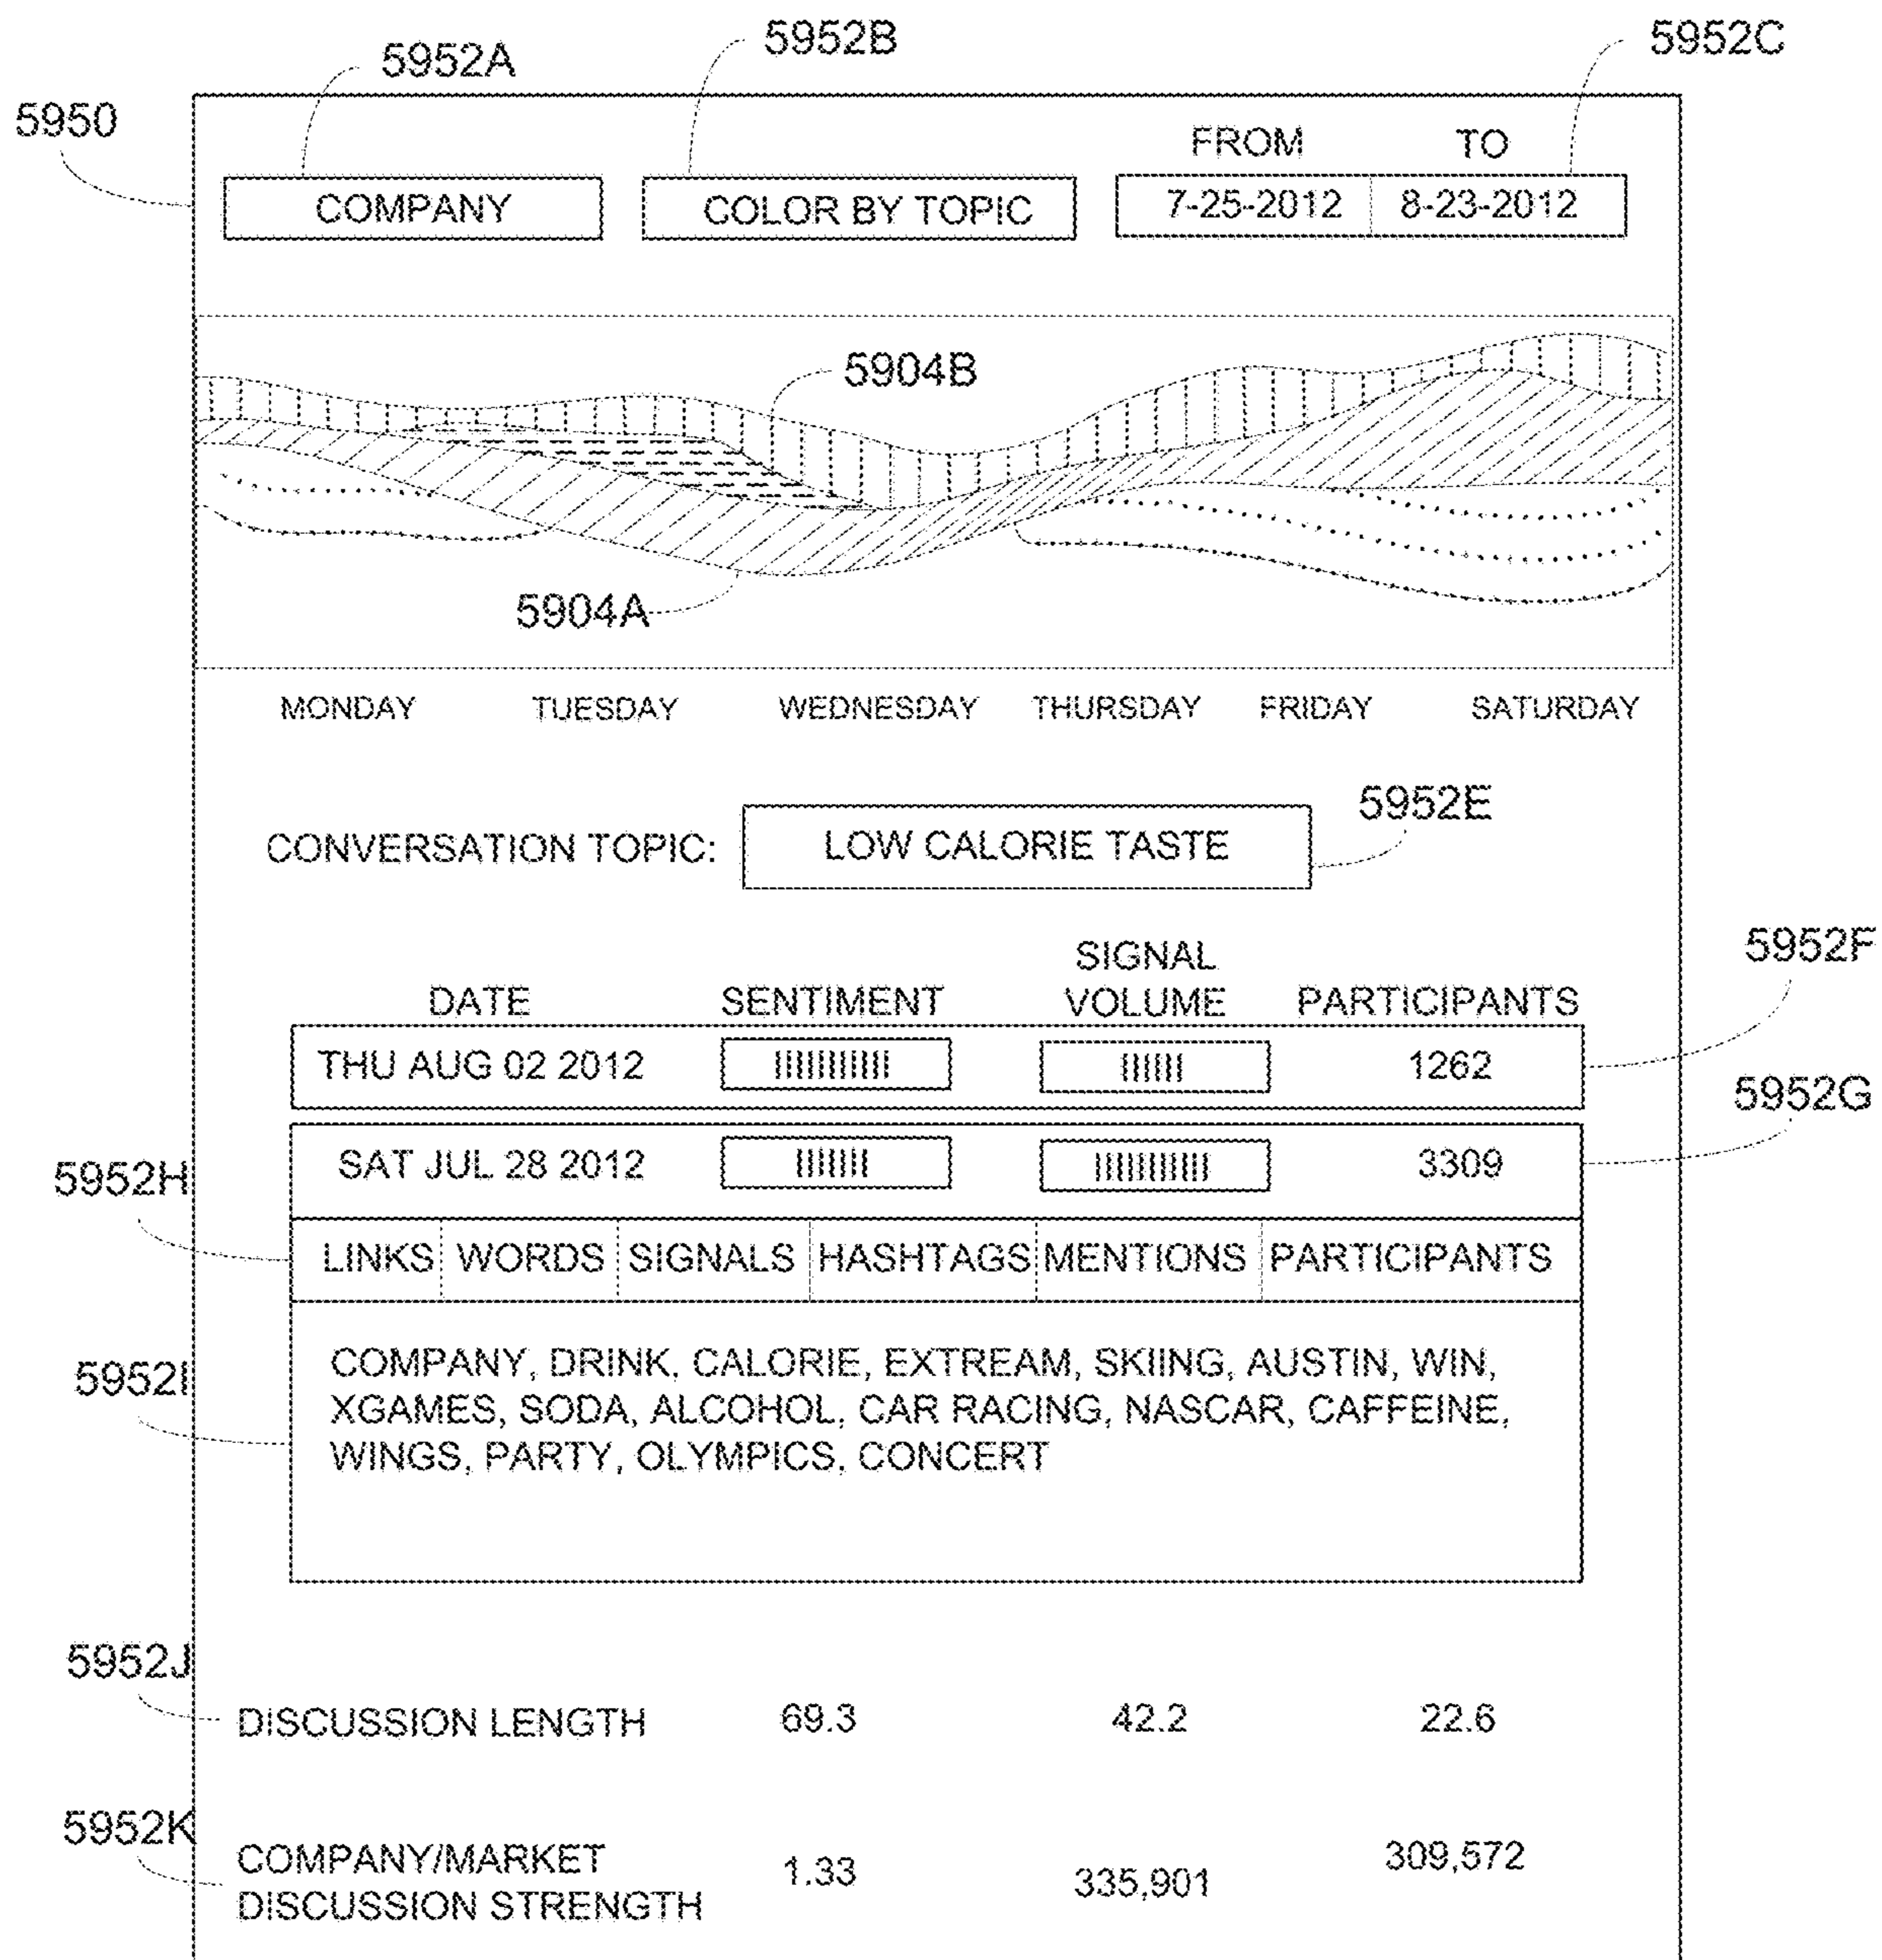 5952A
5952B
5952C
5950
FROM TO
COMPANY
COLOR BY TOPIC
7-25-2012 8-23-2012
5904B
5904A
MONDAY TUESDAY WEDNESDAY THURSDAY FRIDAY SATURDAY
5952E
CONVERSATION TOPIC: LOW CALORIE TASTE
5952F
DATE SENTIMENT SIGNAL VOLUME PARTICIPANTS
THU AUG 02 2012 1262
5952G
SAT JUL 28 2012 3309
5952H
LINKS WORDS SIGNALS HASHTAGS MENTIONS PARTICIPANTS
5952I
COMPANY, DRINK, CALORIE, EXTREAM, SKIING, AUSTIN, WIN,
XGAMES, SODA, ALCOHOL, CAR RACING, NASCAR, CAFFEINE,
WINGS, PARTY, OLYMPICS, CONCERT
5952J
DISCUSSION LENGTH 69.3 42.2 22.6
5952K
COMPANY/MARKET
DISCUSSION STRENGTH 1.33 335,901 309,572